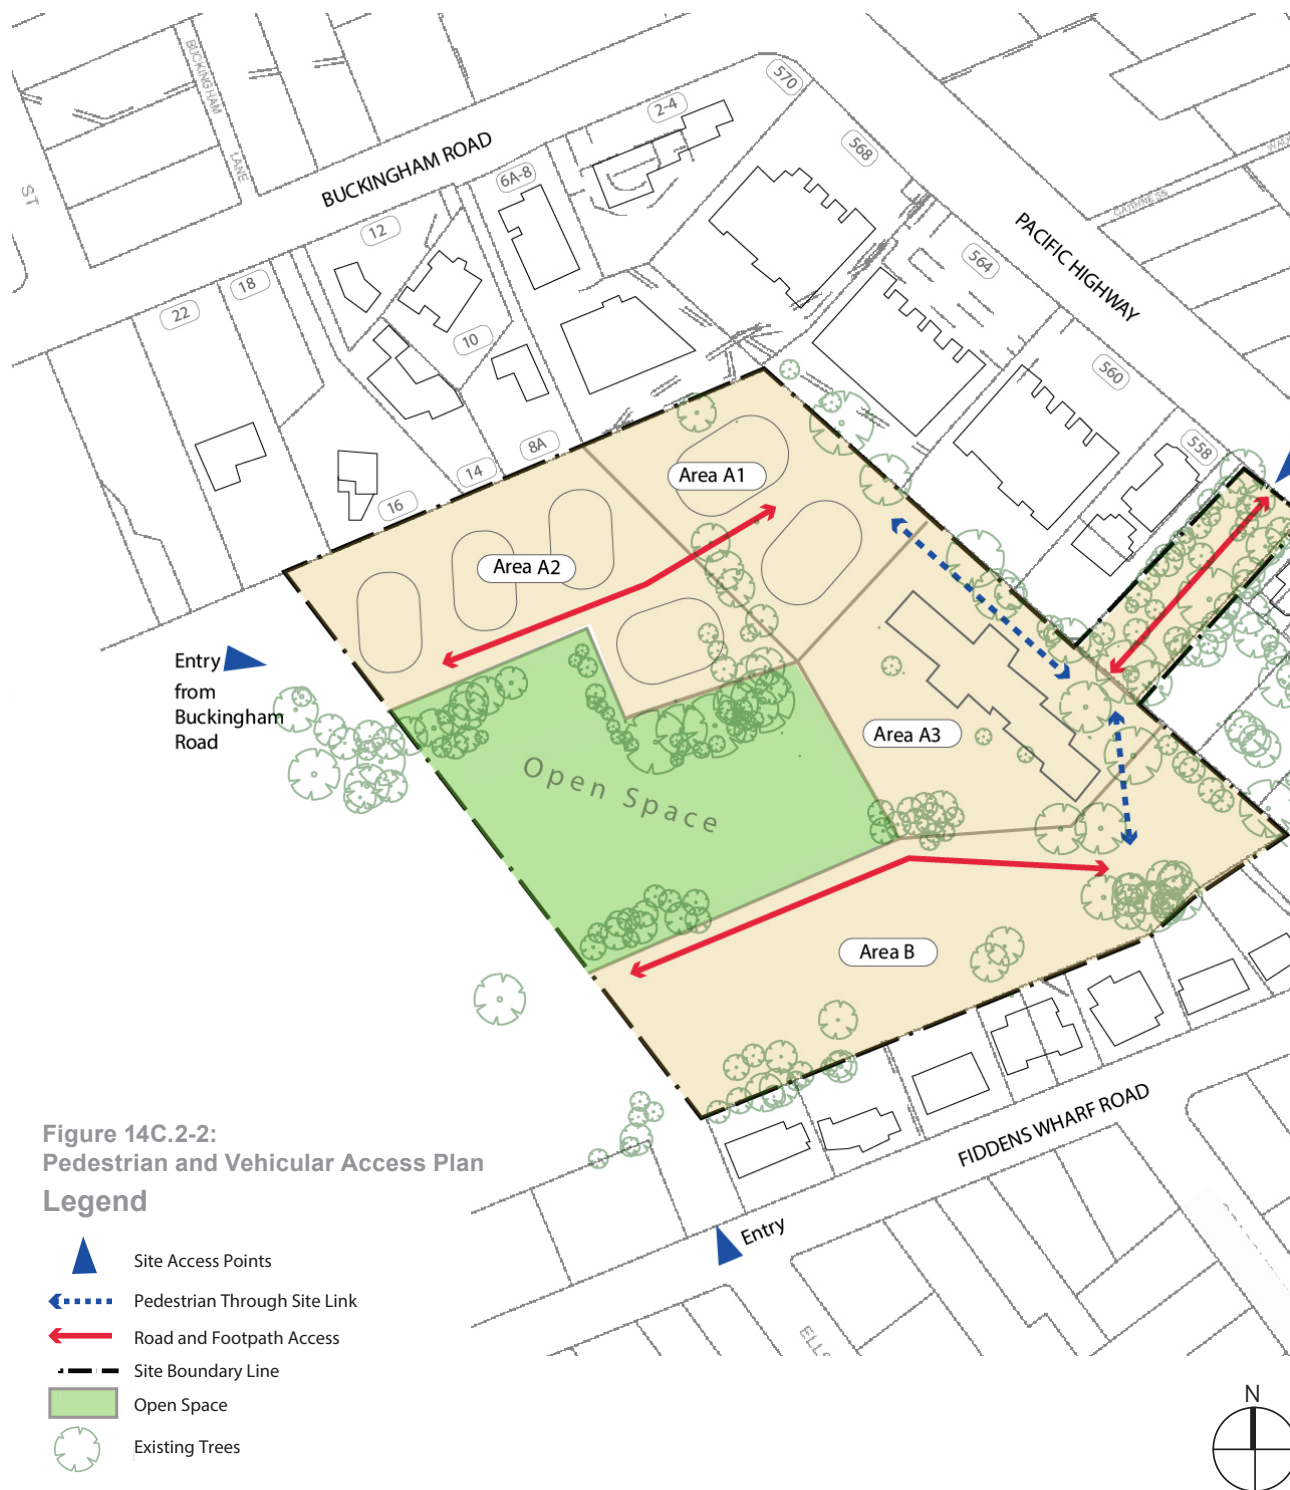 BUCKINGHAM
LANE
ST
BUCKINGHAM ROAD
570
2-4
568
6A-8
12
18
22
10
564
PACIFIC HIGHWAY
560
558
8A
14
16
Area A1
Area A2
Entry
from
Buckingham
Road
Area A3
Open Space
Area B
FIDDENS WHARF ROAD
Entry
Figure 14C.2-2:
Pedestrian and Vehicular Access Plan
Legend
Site Access Points
Pedestrian Through Site Link
Road and Footpath Access
Site Boundary Line
Open Space
Existing Trees
N